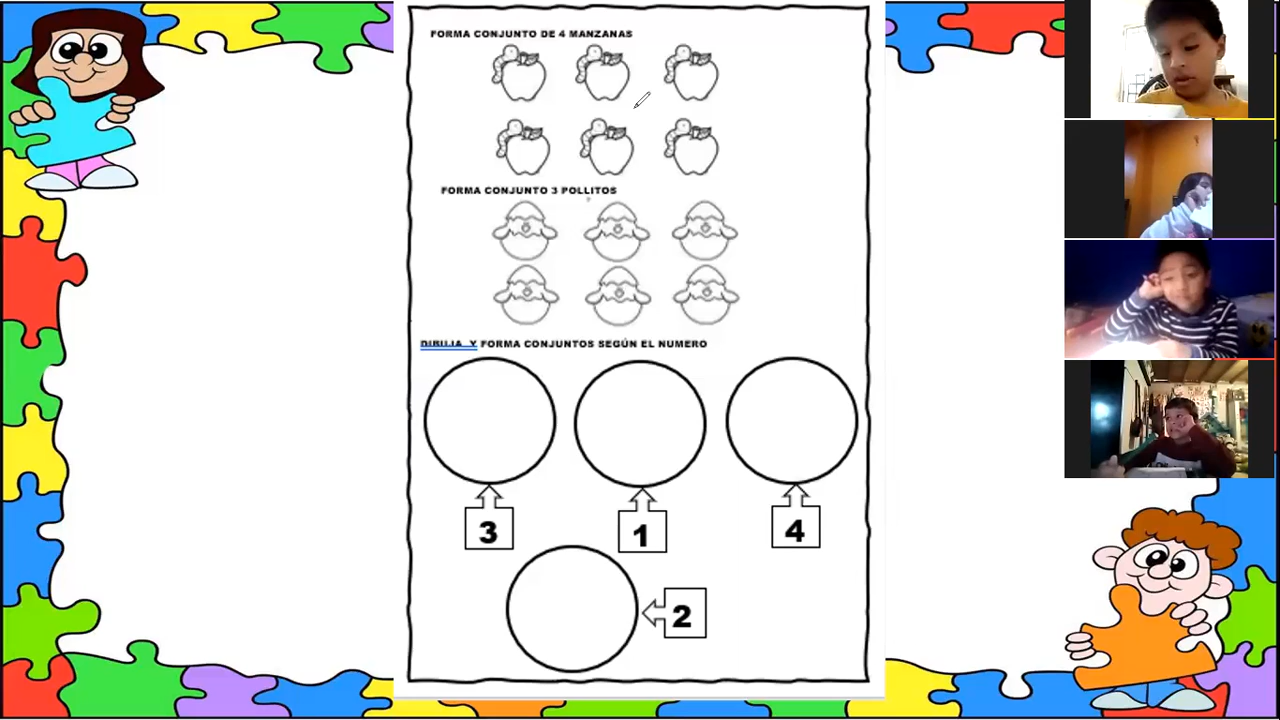 FORMA CONJUNTO DE 4 MANZANAS
FORMA CONJUNTO 3 POLLITOS
DIBUJA Y FORMA CONJUNTOS SEGÚN EL NUMERO
3
1
4
2